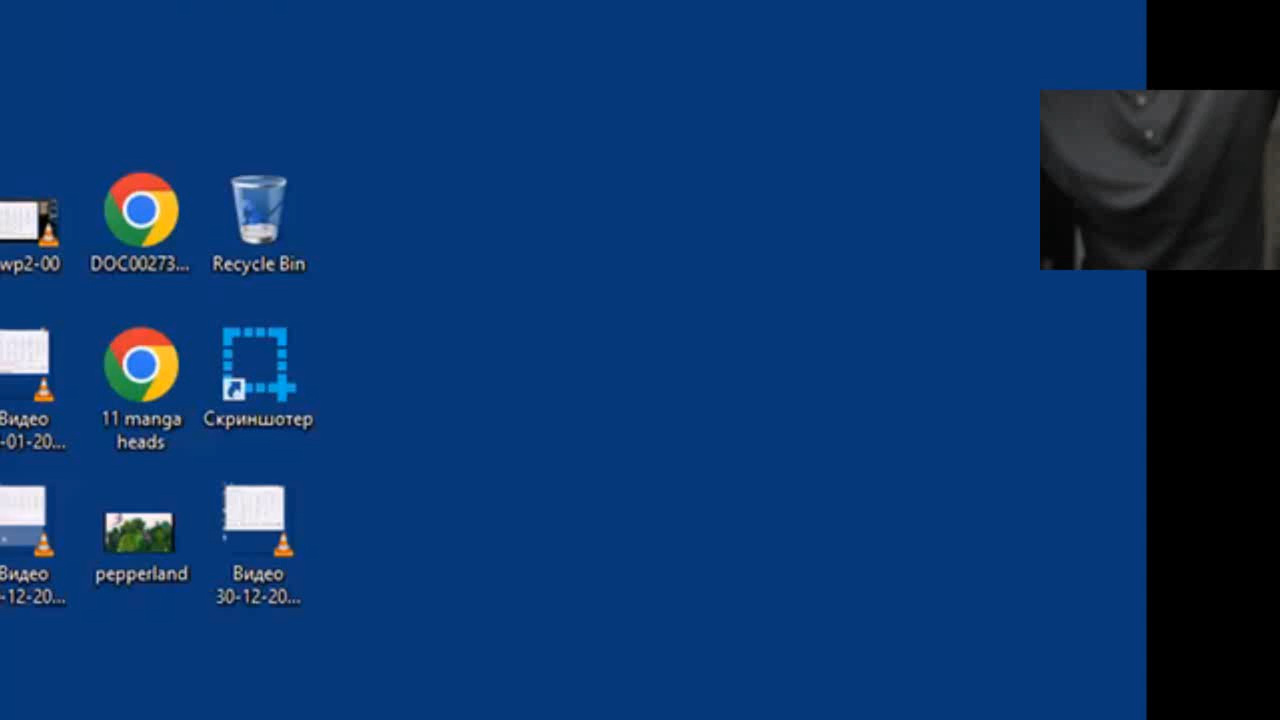 wp2-00
DOC00273...
Recycle Bin
Видео
-01-20...
11 manga
heads
Скриншотер
Видео
-12-20...
pepperland
Видео
30-12-20...